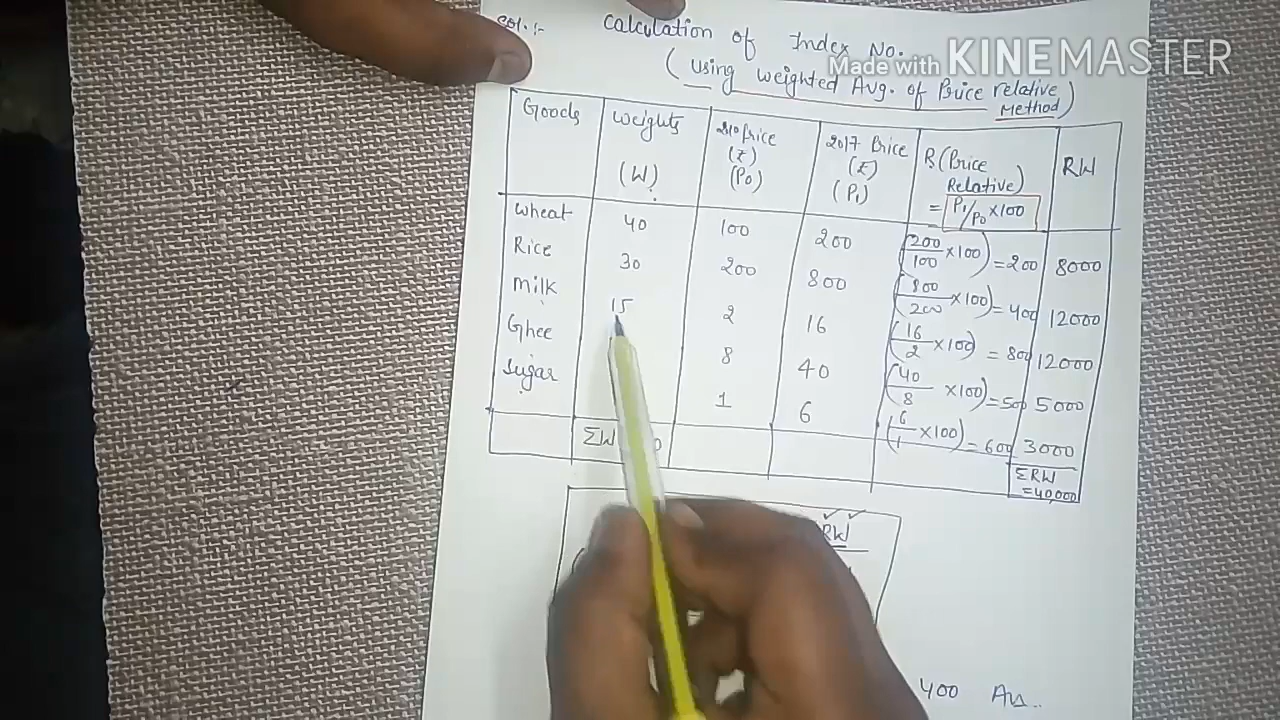 Sol:-
Calculation of Index No.
(Using weighted Avg. of Price relative Method)
Made with KINEMASTER
Goods Weights (W) 2010 Price (₹) (P0) 2017 Price (₹) (P1) R (Price Relative) = P1/P0 ×100 RW
Wheat 40 100 200 (200/100 ×100) = 200 8000
Rice 30 200 800 (800/200 ×100) = 400 12000
Milk 15 2 16 (16/2 ×100) = 800 12000
Ghee 8 40 (40/8 ×100) = 500 5000
Sugar 1 6 (6/1 ×100) = 600 3000
ΣW
ΣRW = 40,000
RW
400 Ans.